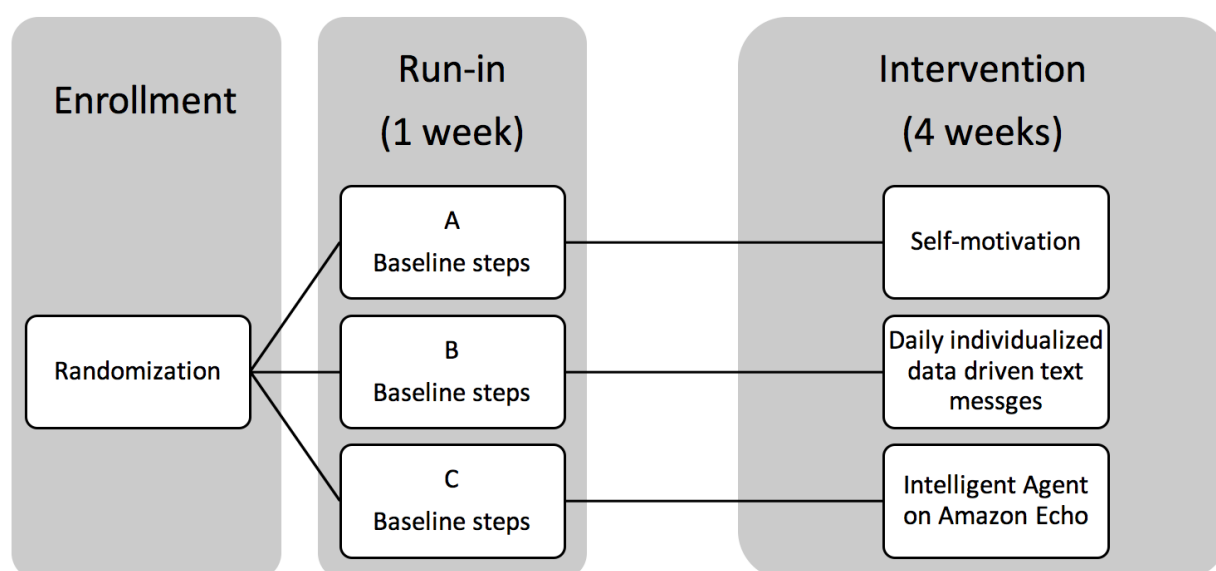 Enrollment
Run-in
(1 week)
Intervention
(4 weeks)
Randomization
A
Baseline steps
B
Baseline steps
C
Baseline steps
Self-motivation
Daily individualized
data driven text
messges
Intelligent Agent
on Amazon Echo